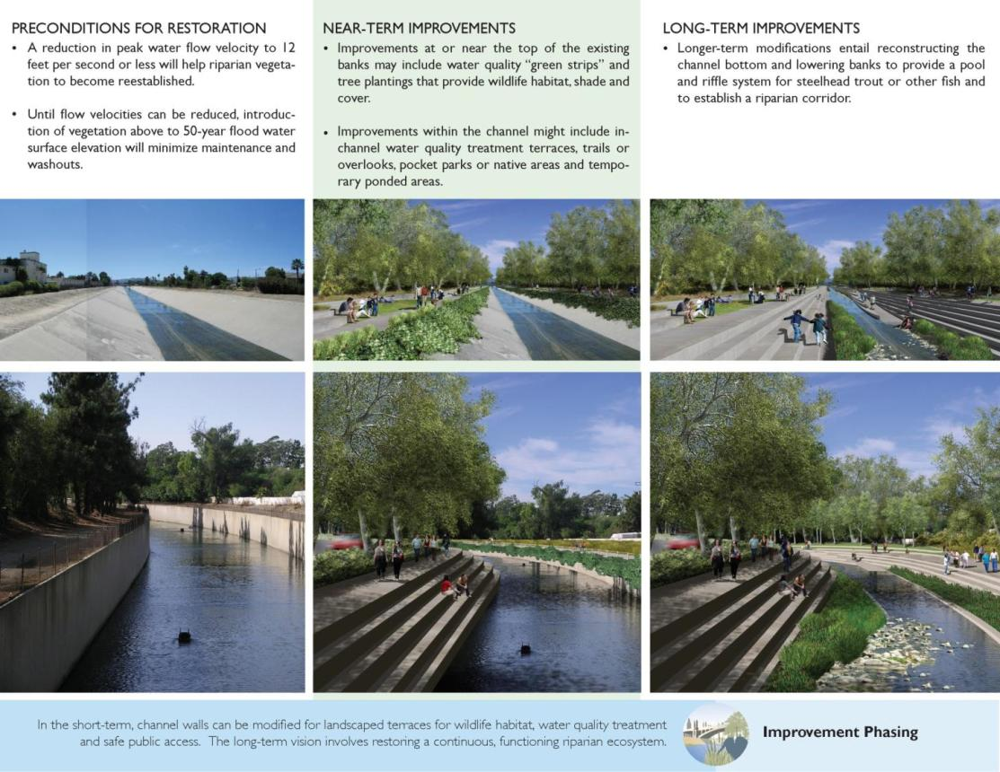 PRECONDITIONS FOR RESTORATION
• A reduction in peak water flow velocity to 12
feet per second or less will help riparian vegeta-
tion to become reestablished.
• Until flow velocities can be reduced, introduc-
tion of vegetation above to 50-year flood water
surface elevation will minimize maintenance and
washouts.
NEAR-TERM IMPROVEMENTS
• Improvements at or near the top of the existing
banks may include water quality “green strips” and
tree plantings that provide wildlife habitat, shade and
cover.
• Improvements within the channel might include in-
channel water quality treatment terraces, trails or
overlooks, pocket parks or native areas and tempo-
rary ponded areas.
LONG-TERM IMPROVEMENTS
• Longer-term modifications entail reconstructing the
channel bottom and lowering banks to provide a pool
and riffle system for steelhead trout or other fish and
to establish a riparian corridor.
In the short-term, channel walls can be modified for landscaped terraces for wildlife habitat, water quality treatment
and safe public access. The long-term vision involves restoring a continuous, functioning riparian ecosystem.
Improvement Phasing